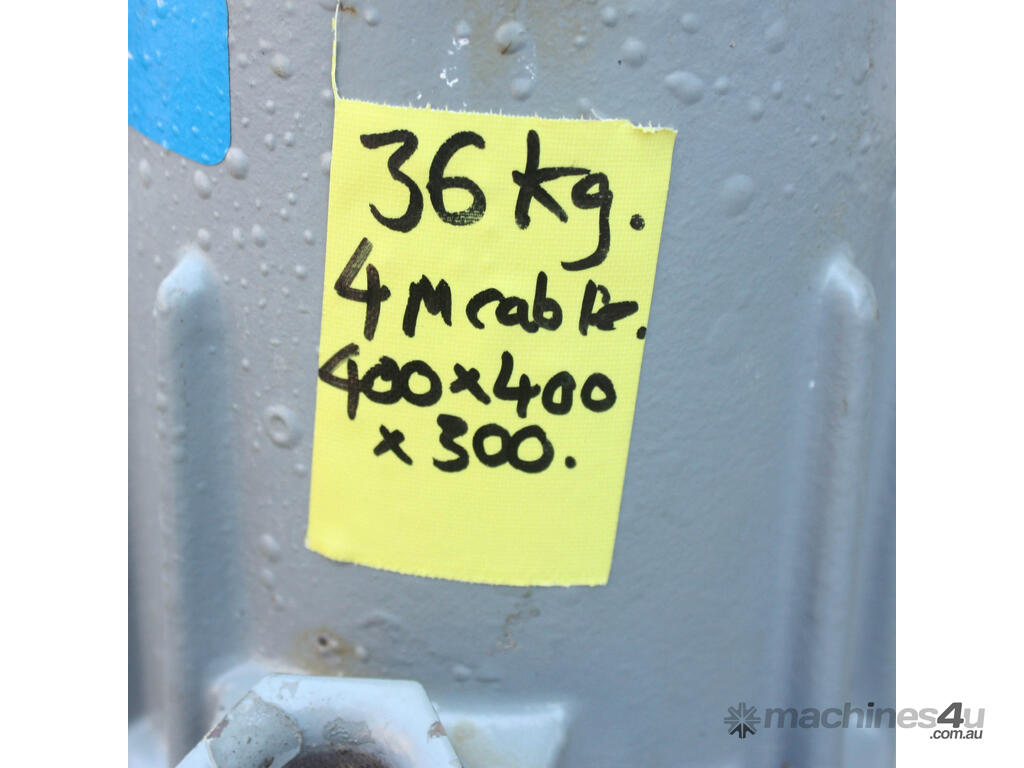 36 kg.
4 M cable.
400 x 400
x 300.
machines4u
.com.au